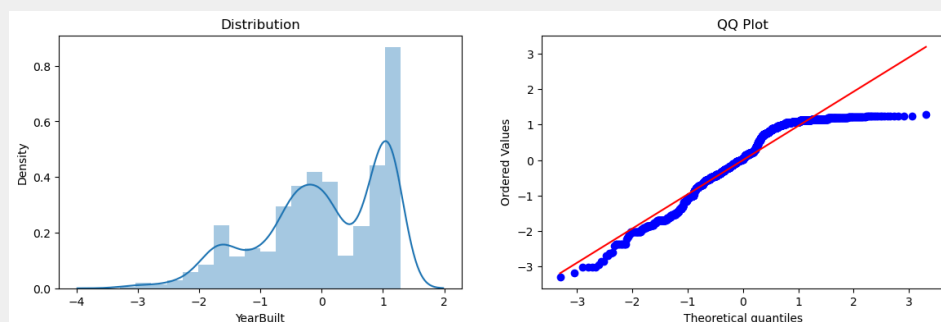 Distribution
0.8
0.6
0.4
0.2
0.0
Density
−4 −3 −2 −1 0 1 2
YearBuilt
QQ Plot
3
2
1
0
−1
−2
−3
Ordered Values
−3 −2 −1 0 1 2 3
Theoretical quantiles